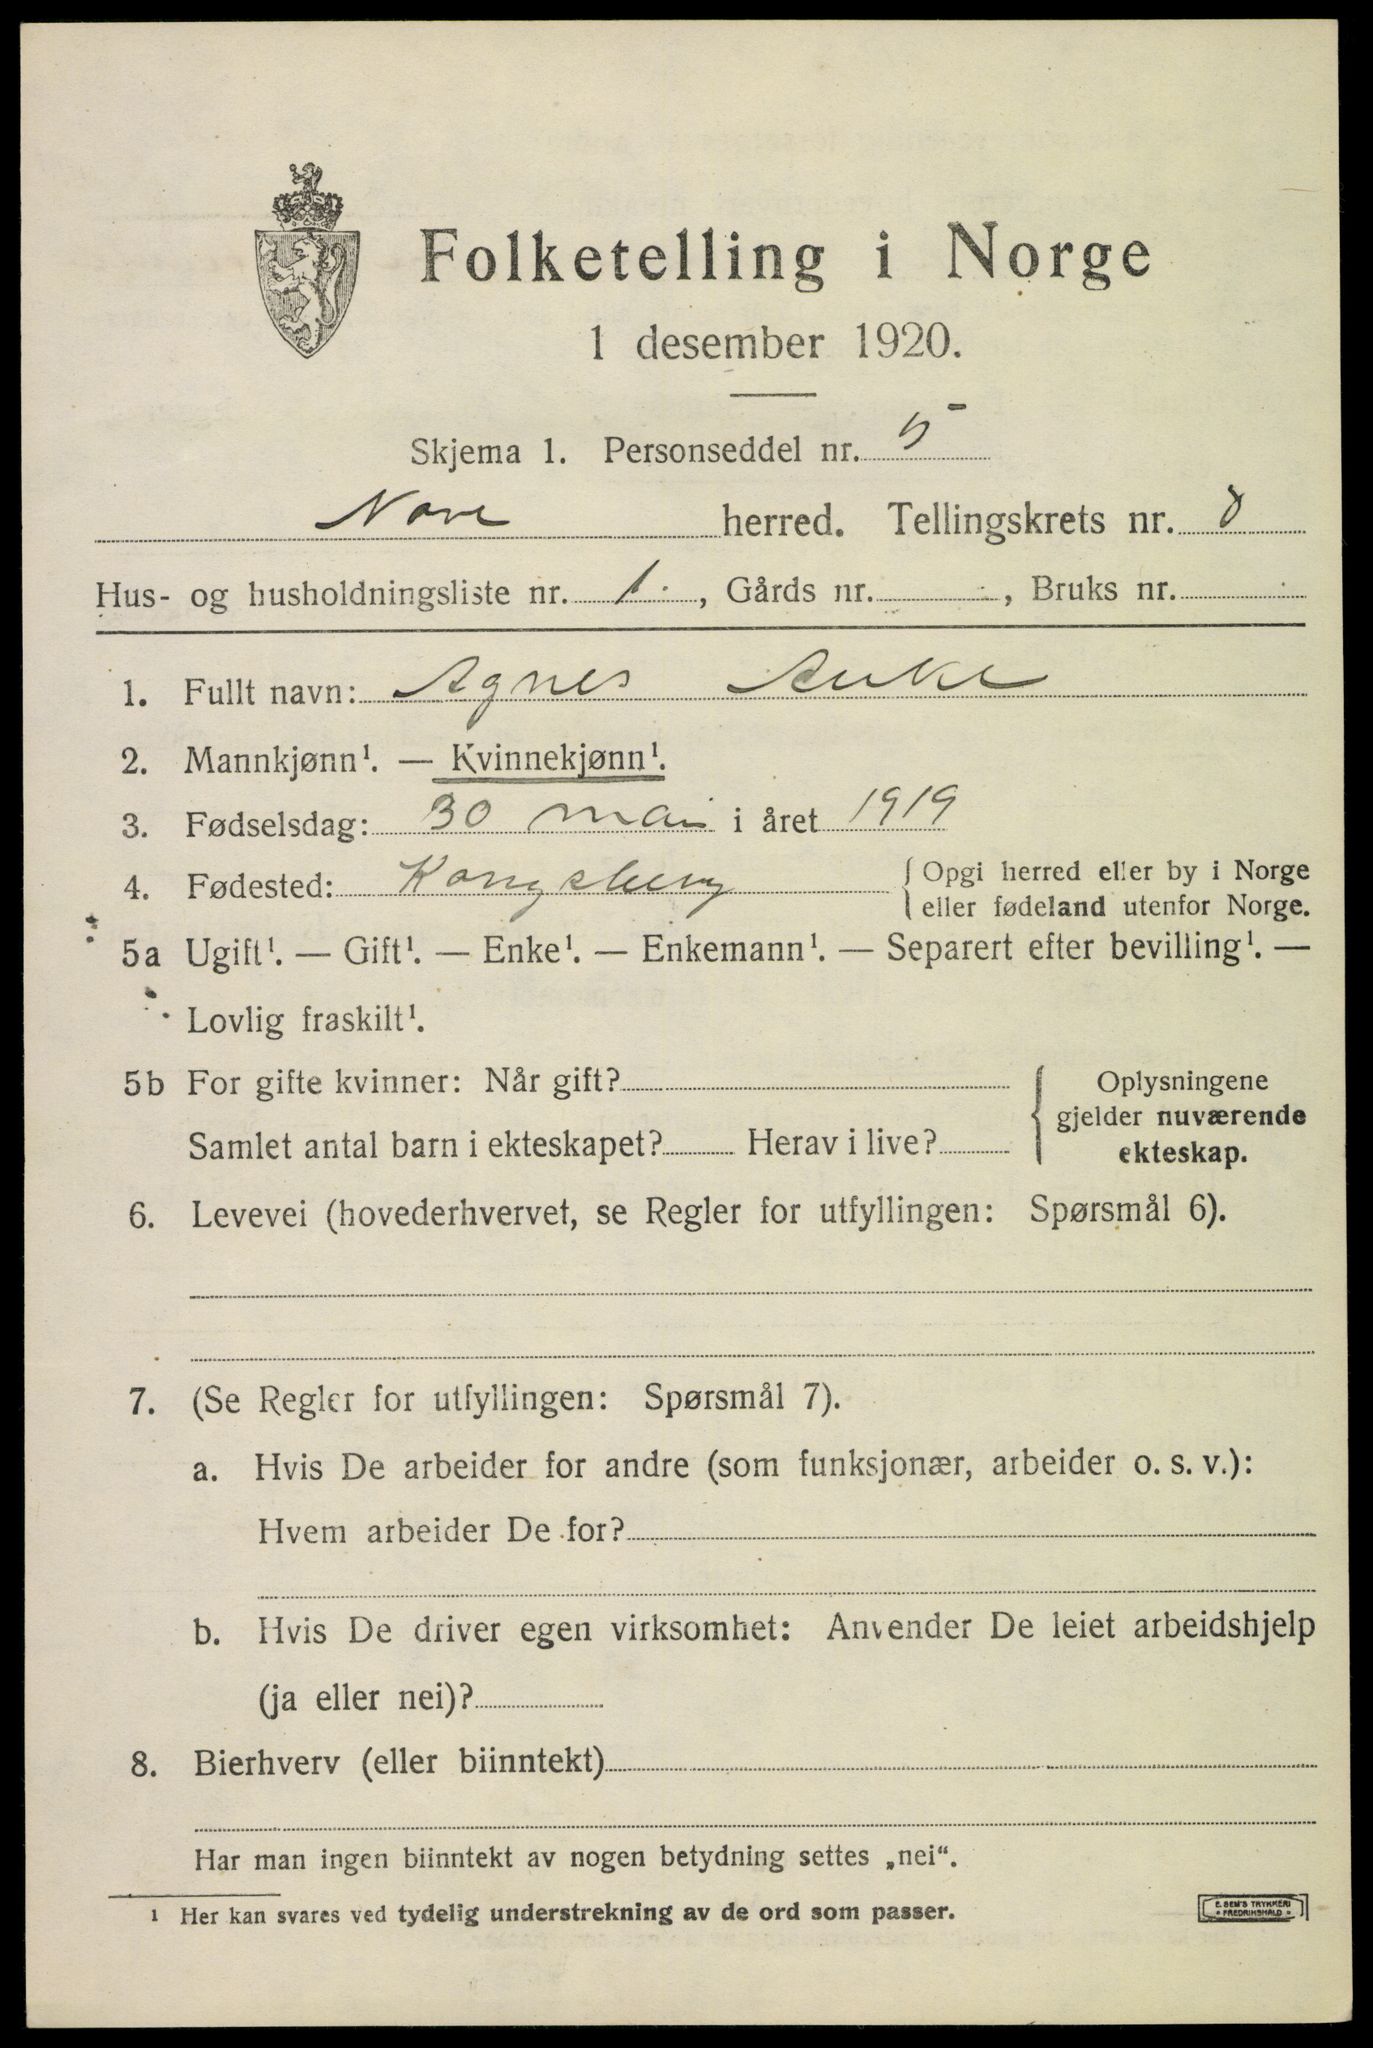 Folketelling i Norge
1 desember 1920.
Skjema 1. Personseddel nr. 5
Nore herred. Tellingskrets nr. 8
Hus- og husholdningsliste nr. 1., Gårds nr. -, Bruks nr.
1. Fullt navn: Agnes
2. Mannkjønn¹. — Kvinnekjønn¹.
3. Fødselsdag: 30 mai i året 1919
4. Fødested: Kongsberg { Opgi herred eller by i Norge
eller fødeland utenfor Norge.
5a Ugift¹. — Gift¹. — Enke¹. — Enkemann¹. — Separert efter bevilling¹. —
Lovlig fraskilt¹.
5b For gifte kvinner: Når gift? { Oplysningene
gjelder nuværende
Samlet antal barn i ekteskapet? Herav i live? ekteskap.
6. Levevei (hovederhvervet, se Regler for utfyllingen: Spørsmål 6).
7. (Se Regler for utfyllingen: Spørsmål 7).
a. Hvis De arbeider for andre (som funksjonær, arbeider o. s. v.):
Hvem arbeider De for?
b. Hvis De driver egen virksomhet: Anvender De leiet arbeidshjelp
(ja eller nei)?
8. Bierhverv (eller biinntekt)
Har man ingen biinntekt av nogen betydning settes „nei“.
¹ Her kan svares ved tydelig understrekning av de ord som passer.
E. SEM'S TRYKKERI
FREDRIKSHALD